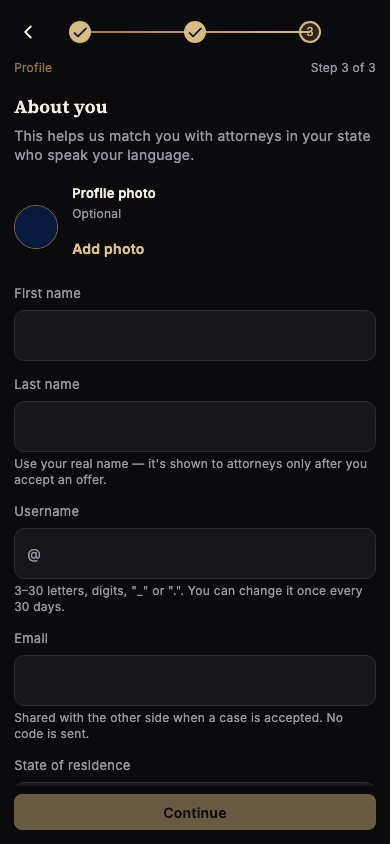 3
Profile
Step 3 of 3
About you
This helps us match you with attorneys in your state
who speak your language.
Profile photo
Optional
Add photo
First name
Last name
Use your real name — it's shown to attorneys only after you
accept an offer.
Username
@
3–30 letters, digits, "_" or ".". You can change it once every
30 days.
Email
Shared with the other side when a case is accepted. No
code is sent.
State of residence
Continue